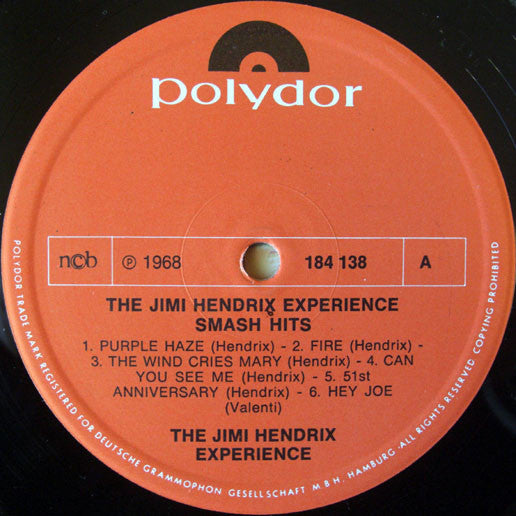 polydor
ncb
℗ 1968
184 138
A
THE JIMI HENDRIX EXPERIENCE
SMASH HITS
1. PURPLE HAZE (Hendrix) - 2. FIRE (Hendrix) -
3. THE WIND CRIES MARY (Hendrix) - 4. CAN
YOU SEE ME (Hendrix) - 5. 51st
ANNIVERSARY (Hendrix) - 6. HEY JOE
(Valenti)
THE JIMI HENDRIX
EXPERIENCE
POLYDOR TRADE MARK REGISTERED FOR DEUTSCHE GRAMMOPHON GESELLSCHAFT M B H, HAMBURG · ALL RIGHTS RESERVED. COPYING PROHIBITED